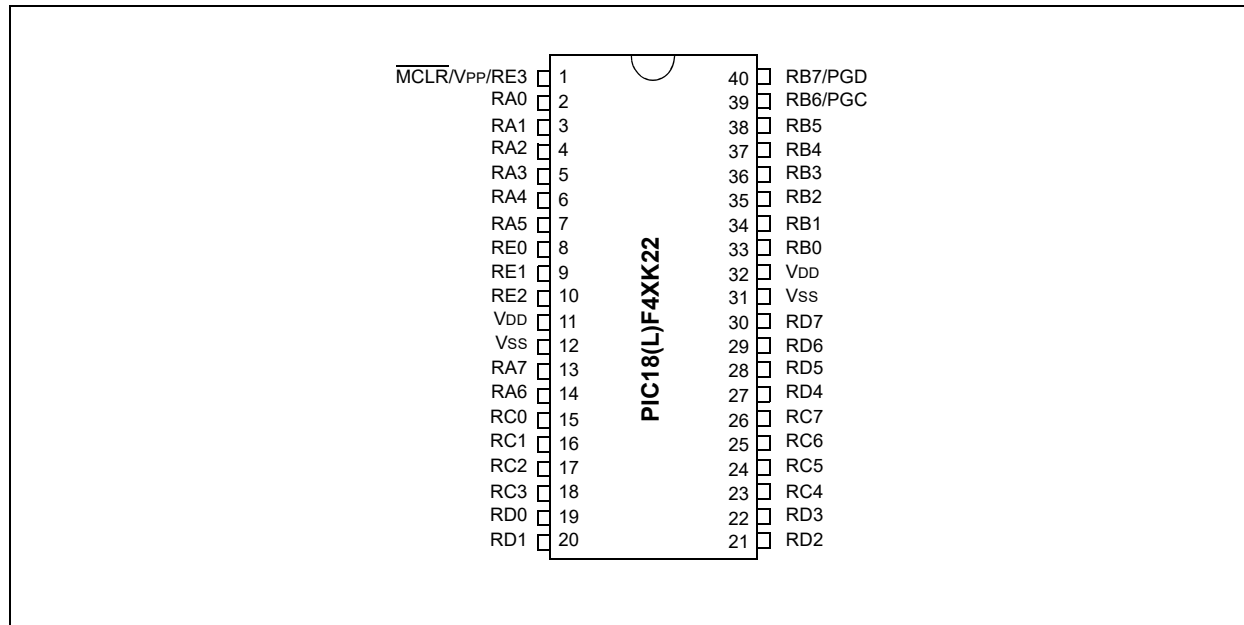 MCLR/VPP/RE3 1 40 RB7/PGD
RA0 2 39 RB6/PGC
RA1 3 38 RB5
RA2 4 37 RB4
RA3 5 36 RB3
RA4 6 35 RB2
RA5 7 34 RB1
RE0 8 33 RB0
RE1 9 32 VDD
RE2 10 31 VSS
VDD 11 30 RD7
VSS 12 29 RD6
RA7 13 28 RD5
RA6 14 27 RD4
RC0 15 26 RC7
RC1 16 25 RC6
RC2 17 24 RC5
RC3 18 23 RC4
RD0 19 22 RD3
RD1 20 21 RD2
PIC18(L)F4XK22